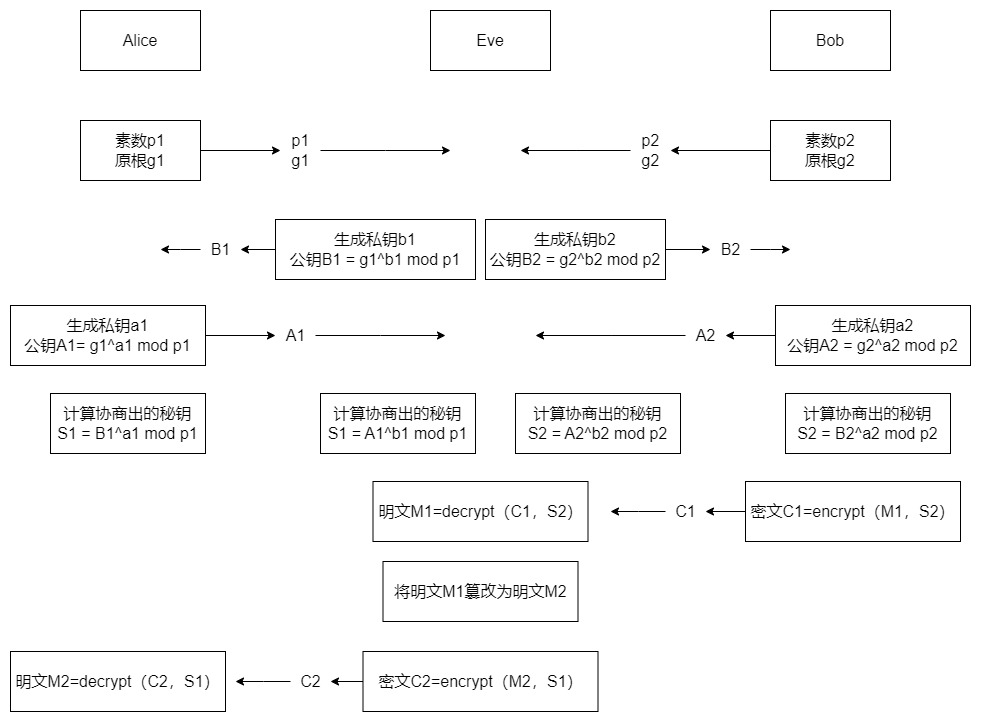 Alice
Eve
Bob
素数p1
原根g1
p1
g1
p2
g2
素数p2
原根g2
B1
生成私钥b1
公钥B1 = g1^b1 mod p1
生成私钥b2
公钥B2 = g2^b2 mod p2
B2
生成私钥a1
公钥A1= g1^a1 mod p1
A1
A2
生成私钥a2
公钥A2 = g2^a2 mod p2
计算协商出的秘钥
S1 = B1^a1 mod p1
计算协商出的秘钥
S1 = A1^b1 mod p1
计算协商出的秘钥
S2 = A2^b2 mod p2
计算协商出的秘钥
S2 = B2^a2 mod p2
明文M1=decrypt（C1，S2）
C1
密文C1=encrypt（M1，S2）
将明文M1篡改为明文M2
明文M2=decrypt（C2，S1）
C2
密文C2=encrypt（M2，S1）